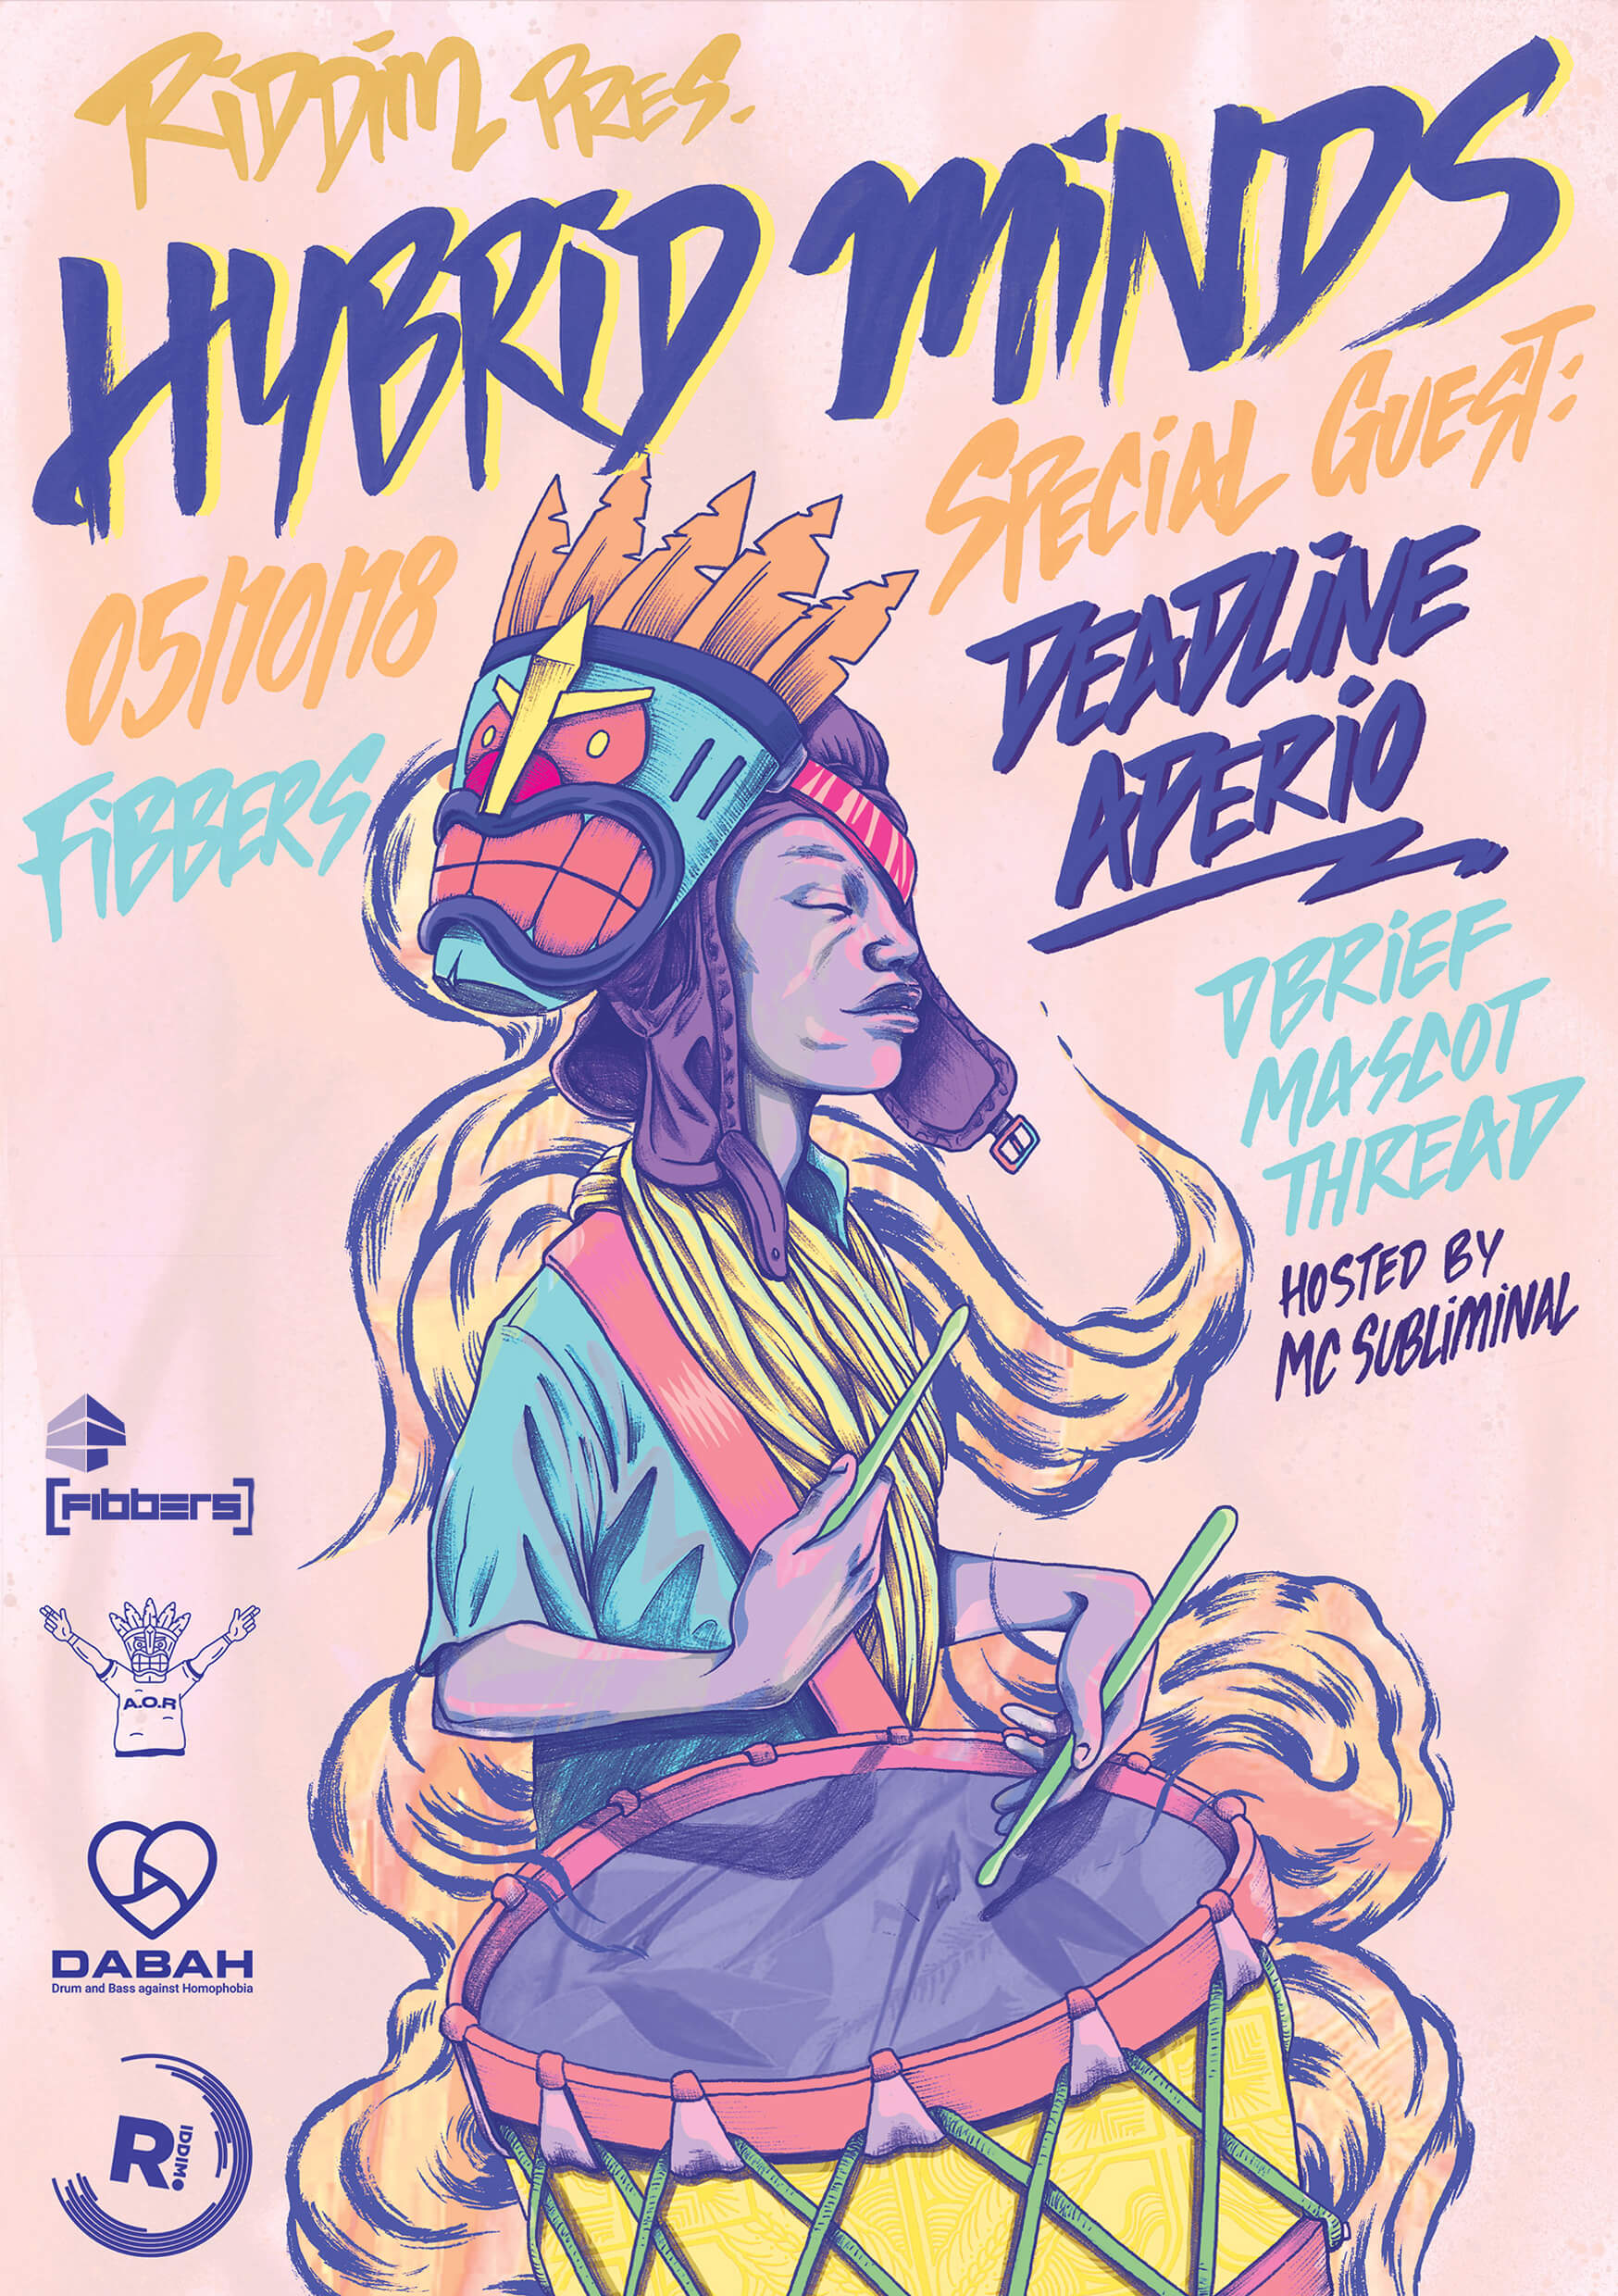 RiDDiM PRES.
HYBRiD MiNDS
SPECiAL GUEST:
05/10/18
DEADLiNE
APERiO
FiBBERS
DBRiEF
MASCOT
THREAD
HOSTED BY
MC SUBLiMiNAL
[FIbbErs]
A.O.R
DABAH
Drum and Bass against Homophobia
RIDDIM.